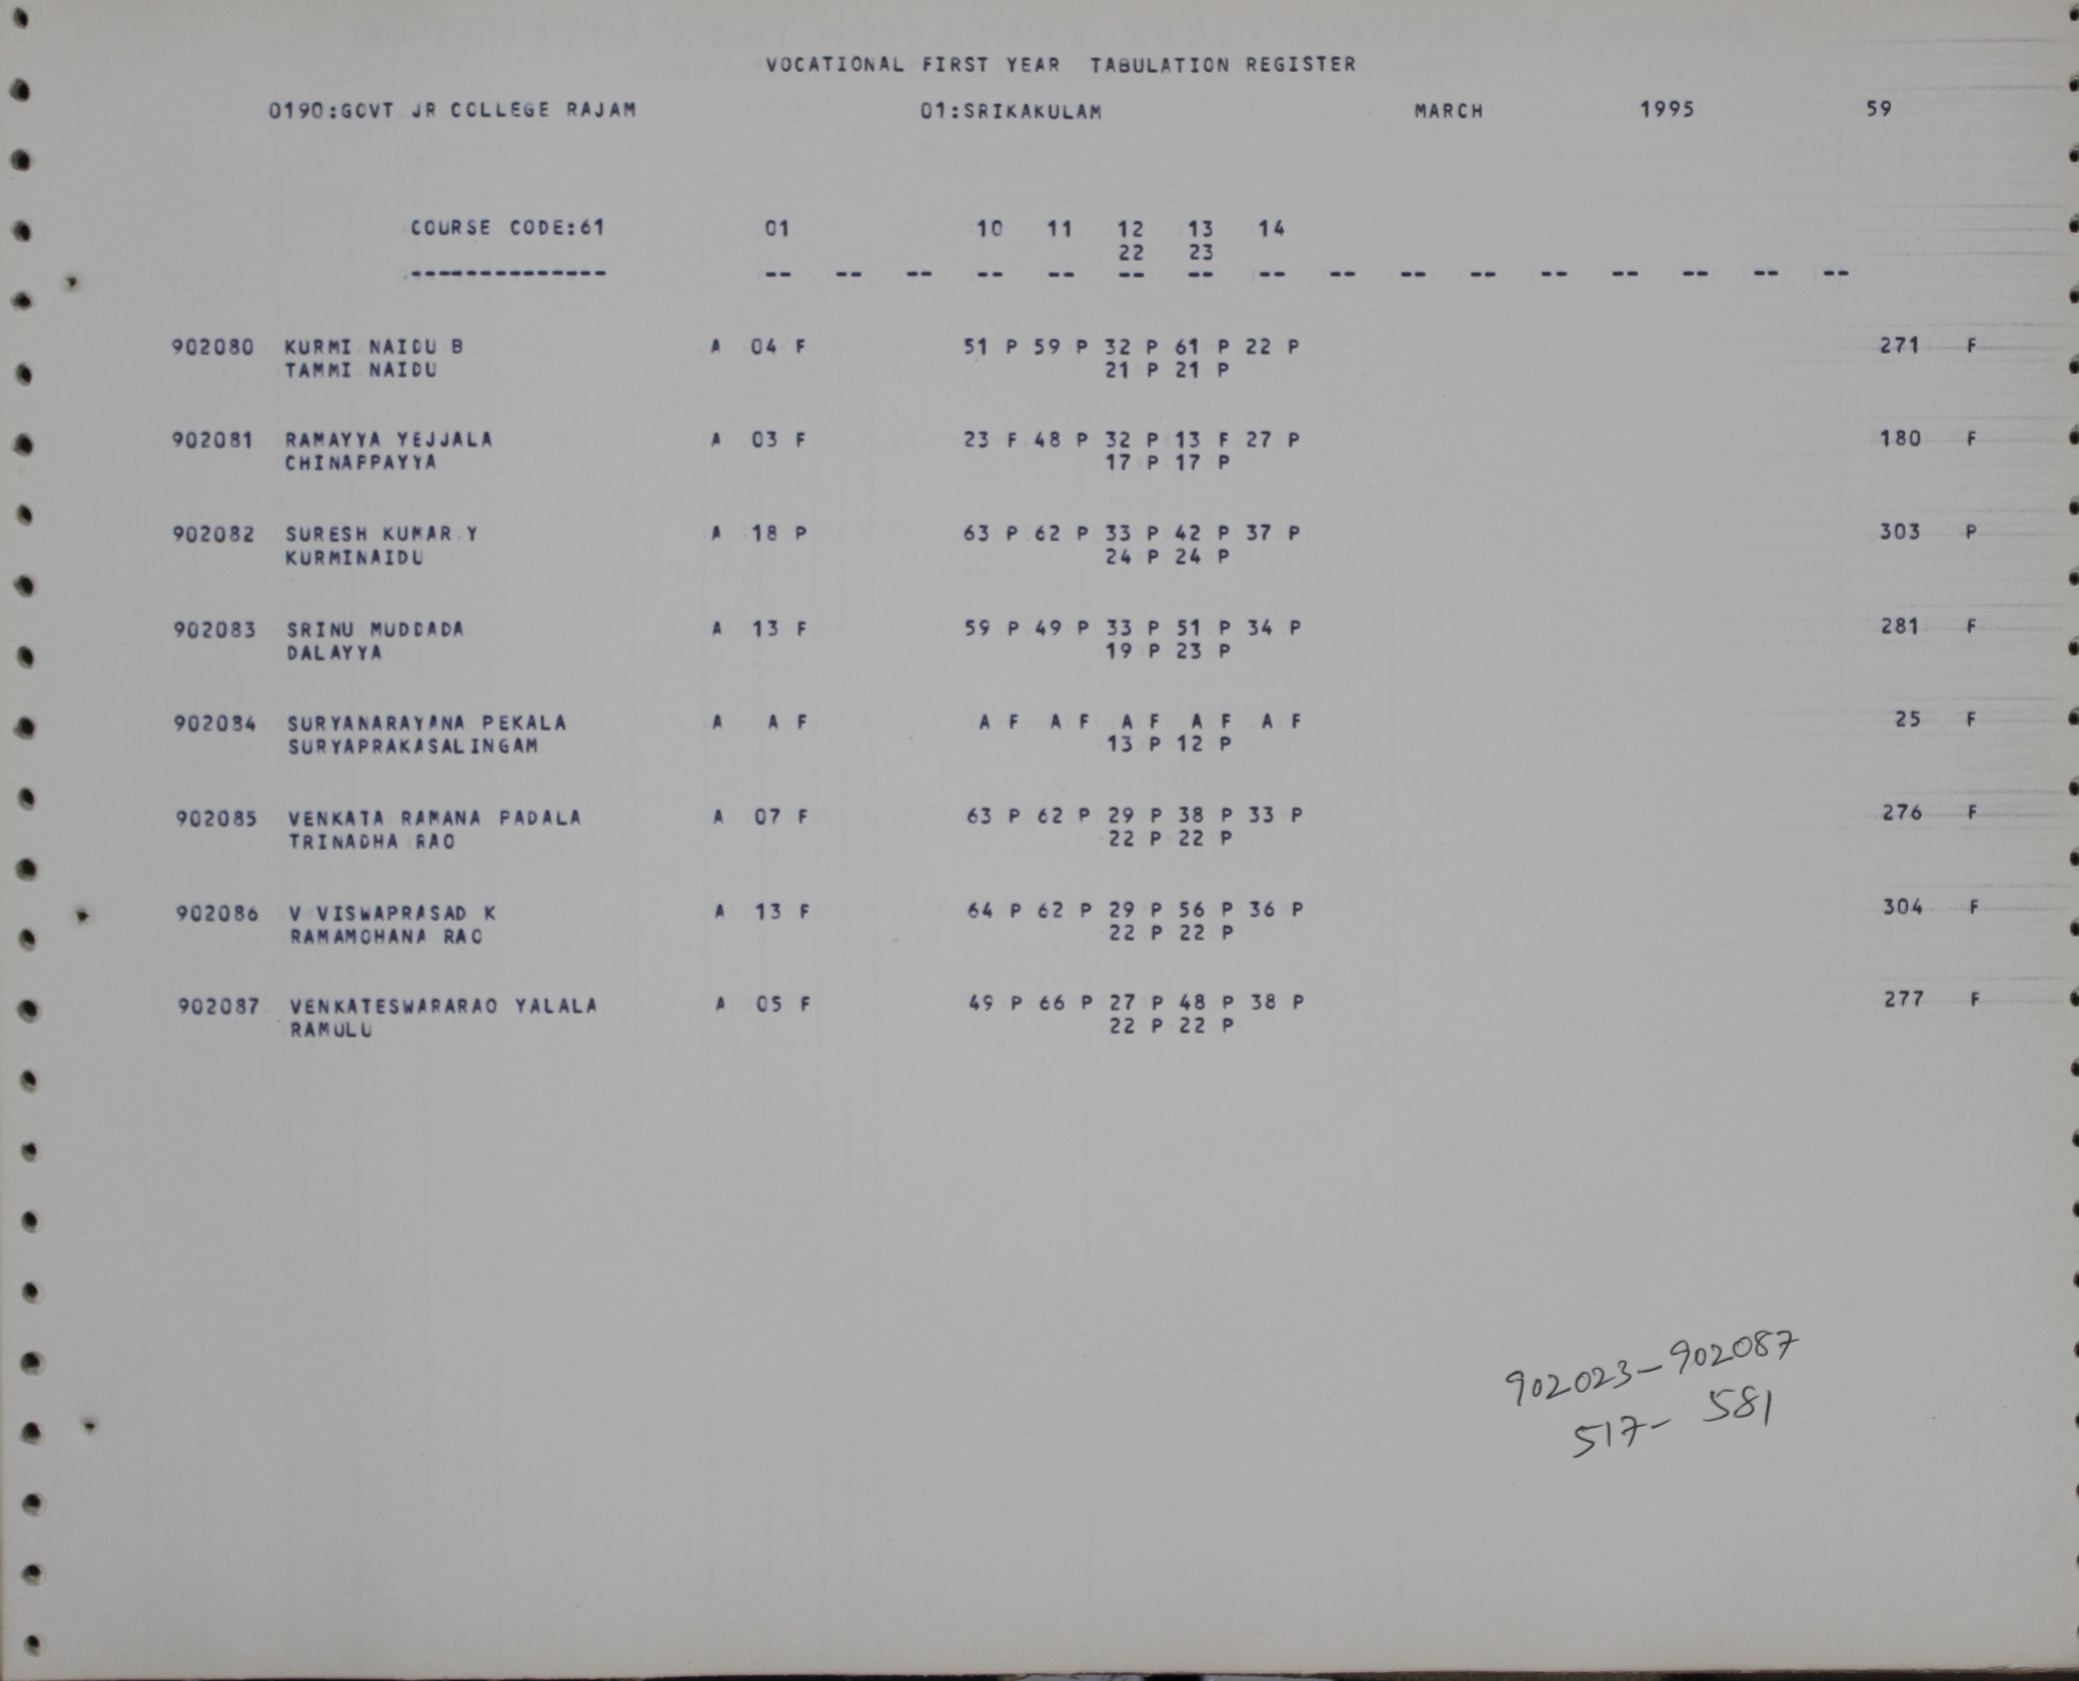 VOCATIONAL FIRST YEAR TABULATION REGISTER
0190:GOVT JR COLLEGE RAJAM 01:SRIKAKULAM MARCH 1995 59
COURSE CODE:61 01 10 11 12 13 14
22 23
-------------- -- -- -- -- -- -- -- -- -- -- -- -- -- -- -- --
902080 KURMI NAIDU B A 04 F 51 P 59 P 32 P 61 P 22 P 271 F
TAMMI NAIDU 21 P 21 P
902081 RAMAYYA YEJJALA A 03 F 23 F 48 P 32 P 13 F 27 P 180 F
CHINAPPAYYA 17 P 17 P
902082 SURESH KUMAR Y A 18 P 63 P 62 P 33 P 42 P 37 P 303 P
KURMINAIDU 24 P 24 P
902083 SRINU MUDDADA A 13 F 59 P 49 P 33 P 51 P 34 P 281 F
DALAYYA 19 P 23 P
902084 SURYANARAYANA PEKALA A A F A F A F A F A F A F 25 F
SURYAPRAKASALINGAM 13 P 12 P
902085 VENKATA RAMANA PADALA A 07 F 63 P 62 P 29 P 38 P 33 P 276 F
TRINADHA RAO 22 P 22 P
902086 V VISWAPRASAD K A 13 F 64 P 62 P 29 P 56 P 36 P 304 F
RAMAMOHANA RAO 22 P 22 P
902087 VENKATESWARARAO YALALA A 05 F 49 P 66 P 27 P 48 P 38 P 277 F
RAMULU 22 P 22 P
902023-902087
517- 581